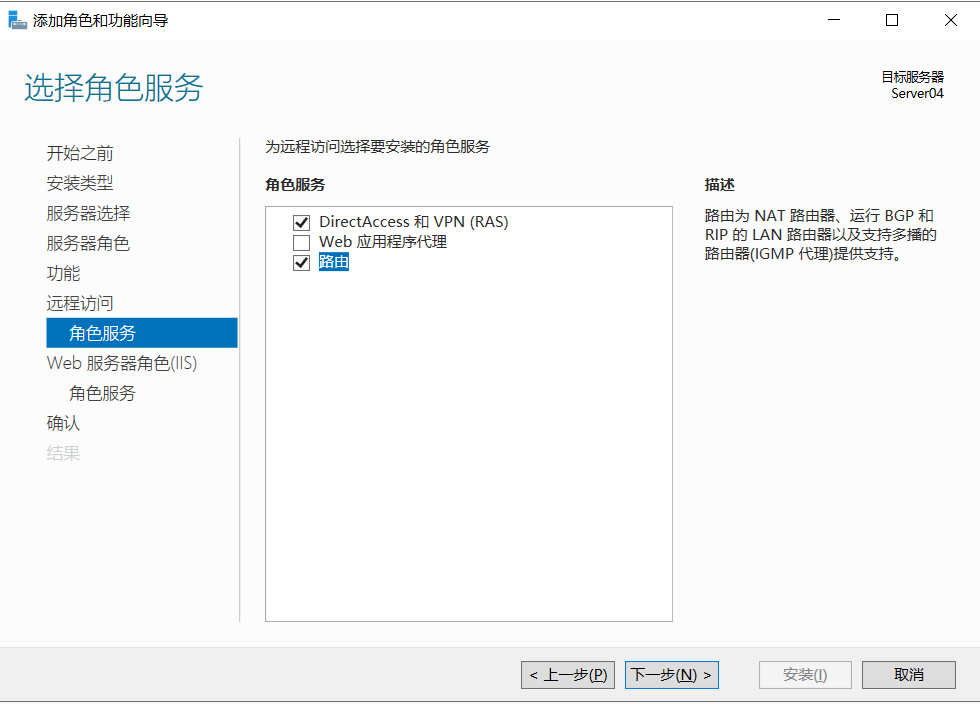 添加角色和功能向导
选择角色服务
目标服务器
Server04
开始之前
安装类型
服务器选择
服务器角色
功能
远程访问
角色服务
Web 服务器角色(IIS)
角色服务
确认
结果
为远程访问选择要安装的角色服务
角色服务
DirectAccess 和 VPN (RAS)
Web 应用程序代理
路由
描述
路由为 NAT 路由器、运行 BGP 和
RIP 的 LAN 路由器以及支持多播的
路由器(IGMP 代理)提供支持。
< 上一步(P)
下一步(N) >
安装(I)
取消